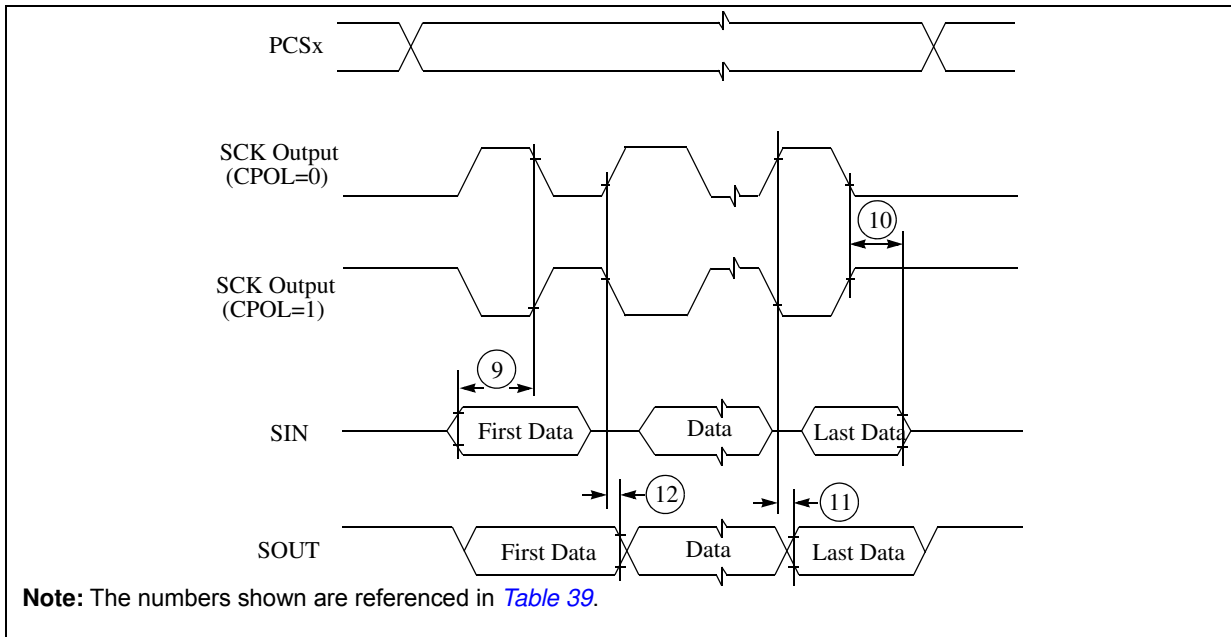 PCSx
SCK Output
(CPOL=0)
10
SCK Output
(CPOL=1)
9
SIN
First Data
Data
Last Data
12
11
SOUT
First Data
Data
Last Data
Note: The numbers shown are referenced in Table 39.